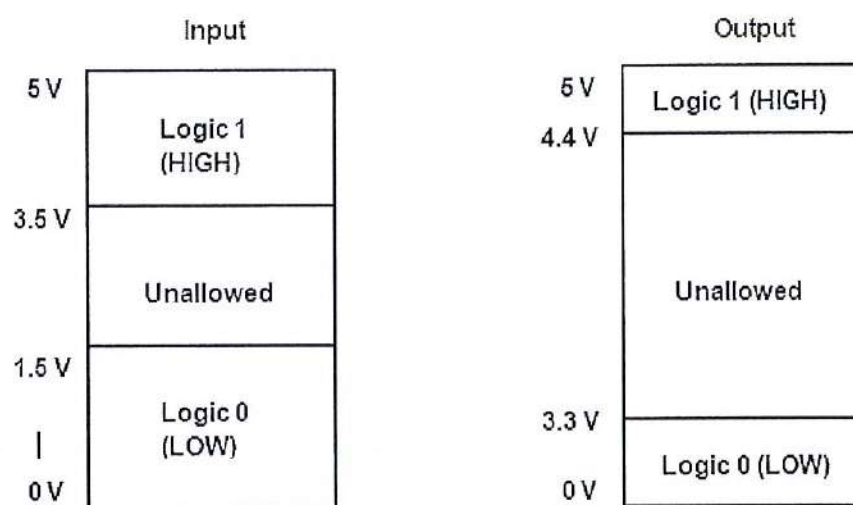 Input
5 V
Logic 1
(HIGH)
3.5 V
Unallowed
1.5 V
Logic 0
(LOW)
0 V
Output
5 V
Logic 1 (HIGH)
4.4 V
Unallowed
3.3 V
Logic 0 (LOW)
0 V